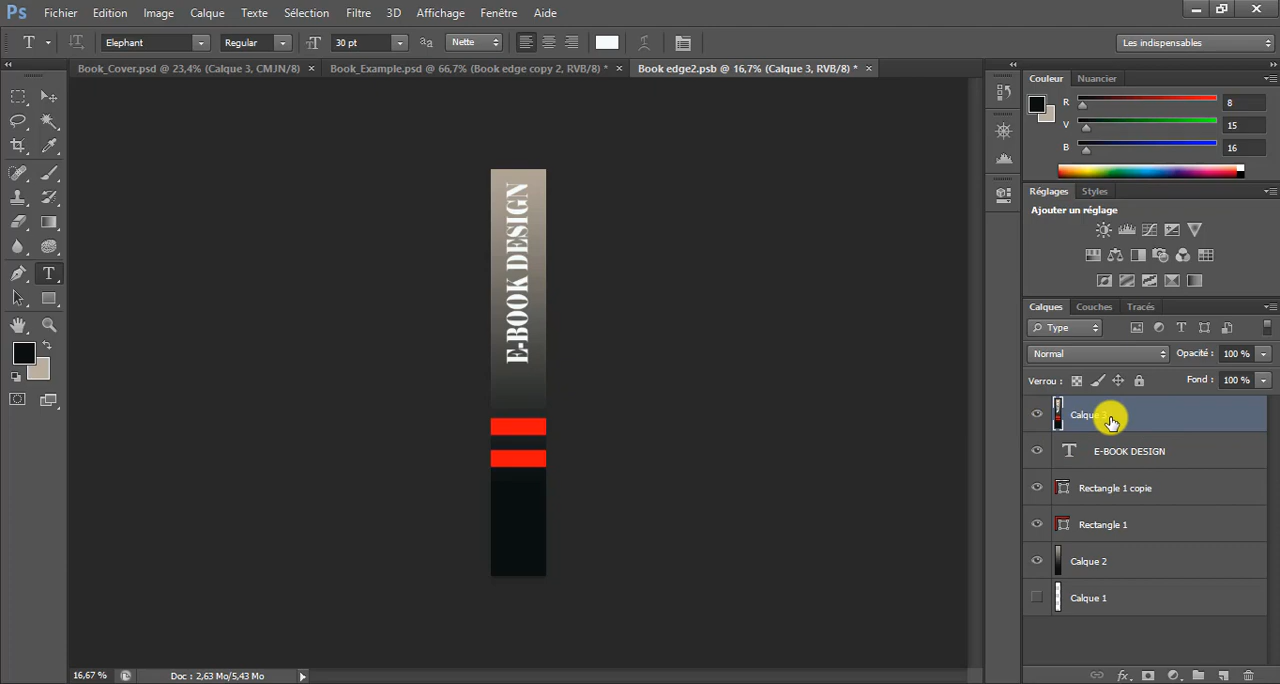 Ps Fichier Edition Image Calque Texte Sélection Filtre 3D Affichage Fenêtre Aide
T T Elephant Regular T 30 pt aa Nette Les indispensables
Book_Cover.psd @ 23,4% (Calque 3, CMJN/8) × Book_Example.psd @ 66,7% (Book edge copy 2, RVB/8) * × Book edge2.psb @ 16,7% (Calque 3, RVB/8) * ×
Couleur Nuancier
R 8
V 15
B 16
Réglages Styles
Ajouter un réglage
Calques Couches Tracés
Type T
Normal Opacité : 100 %
Verrou : Fond : 100 %
Calque 3
T E-BOOK DESIGN
Rectangle 1 copie
Rectangle 1
Calque 2
Calque 1
fx
E-BOOK DESIGN
T
16,67 % Doc : 2,63 Mo/5,43 Mo